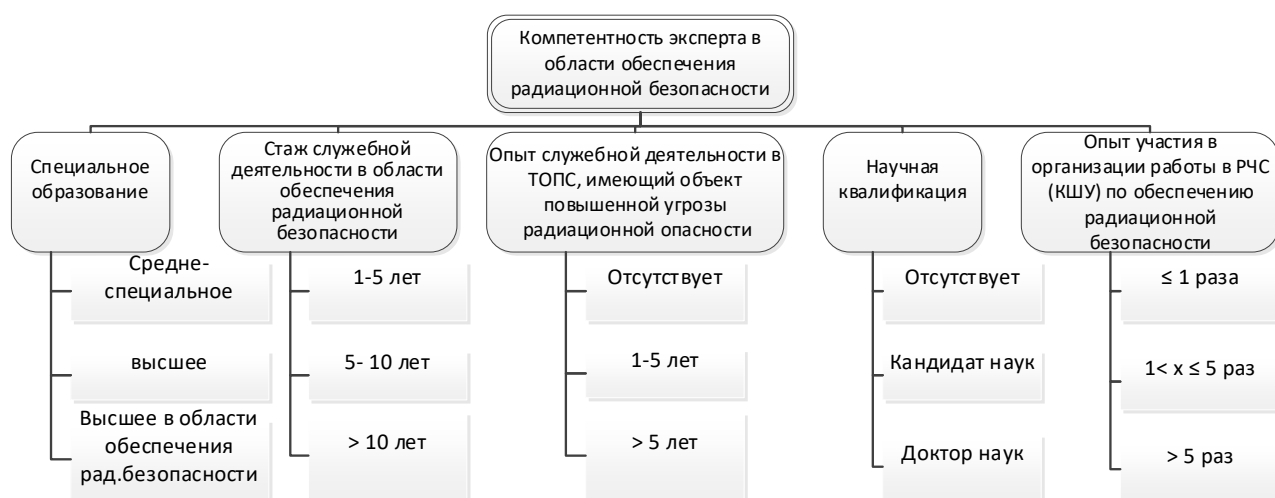 Компетентность эксперта в
области обеспечения
радиационной безопасности
Специальное
образование
Стаж служебной
деятельности в области
обеспечения
радиационной
безопасности
Опыт служебной деятельности в
ТОПС, имеющий объект
повышенной угрозы
радиационной опасности
Научная
квалификация
Опыт участия в
организации работы в РЧС
(КШУ) по обеспечению
радиационной
безопасности
Средне-
специальное
высшее
Высшее в области
обеспечения
рад.безопасности
1-5 лет
5- 10 лет
> 10 лет
Отсутствует
1-5 лет
> 5 лет
Отсутствует
Кандидат наук
Доктор наук
≤ 1 раза
1< x ≤ 5 раз
> 5 раз